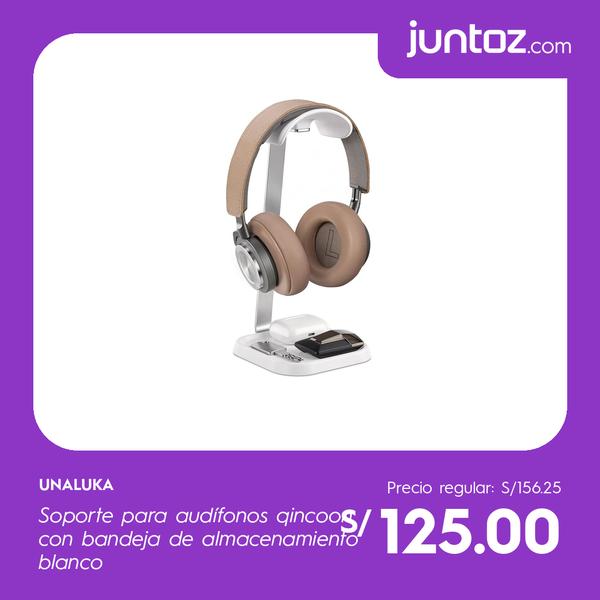 juntoz.com
UNALUKA
Precio regular: S/156.25
Soporte para audífonos qincoon
con bandeja de almacenamiento
blanco
S/125.00
L